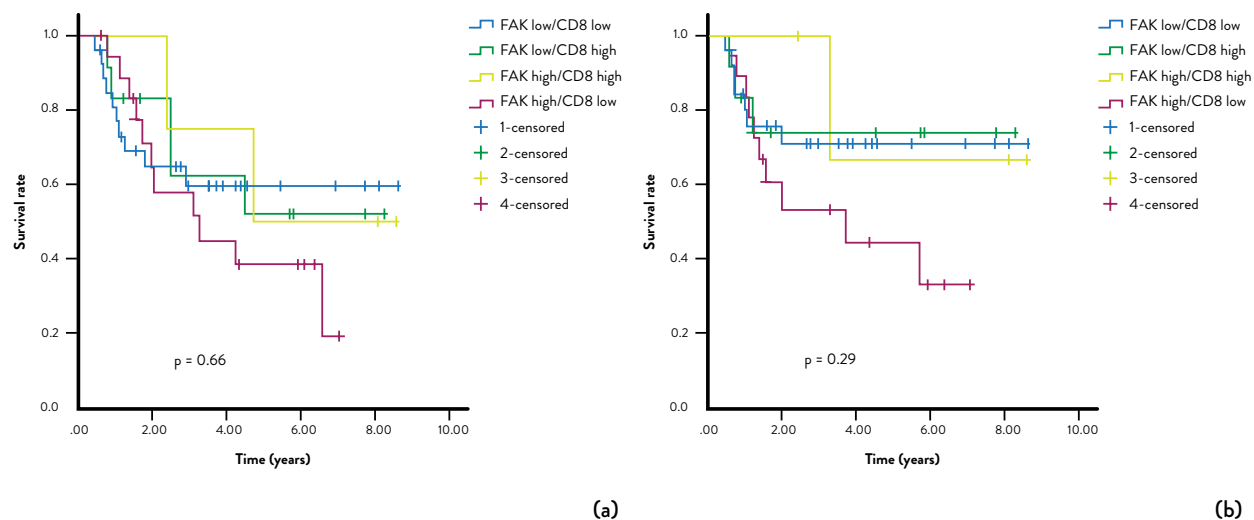 FAK low/CD8 low
FAK low/CD8 high
FAK high/CD8 high
FAK high/CD8 low
1-censored
2-censored
3-censored
4-censored
1.0
0.8
0.6
0.4
0.2
0.0
Survival rate
p = 0.66
.00 2.00 4.00 6.00 8.00 10.00
Time (years)
(a)
FAK low/CD8 low
FAK low/CD8 high
FAK high/CD8 high
FAK high/CD8 low
1-censored
2-censored
3-censored
4-censored
1.0
0.8
0.6
0.4
0.2
0.0
Survival rate
p = 0.29
.00 2.00 4.00 6.00 8.00 10.00
Time (years)
(b)